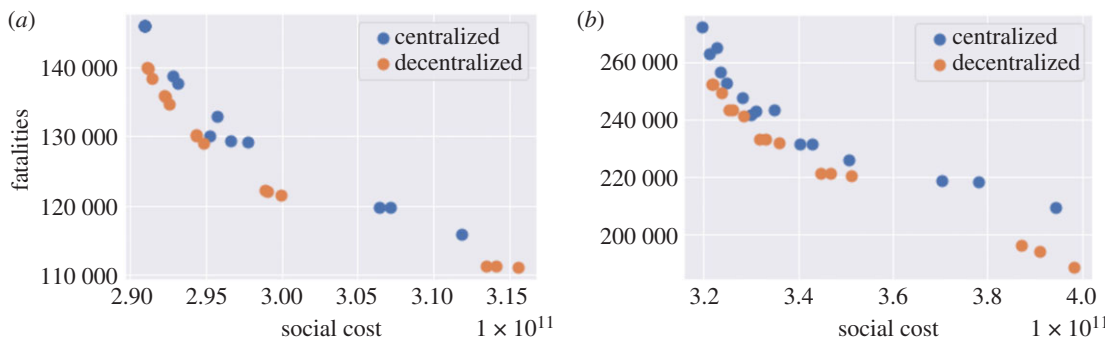 (a)
fatalities
140 000
130 000
120 000
110 000
centralized
decentralized
2.90 2.95 3.00 3.05 3.10 3.15
social cost 1 × 10¹¹
(b)
260 000
240 000
220 000
200 000
centralized
decentralized
3.2 3.4 3.6 3.8 4.0
social cost 1 × 10¹¹